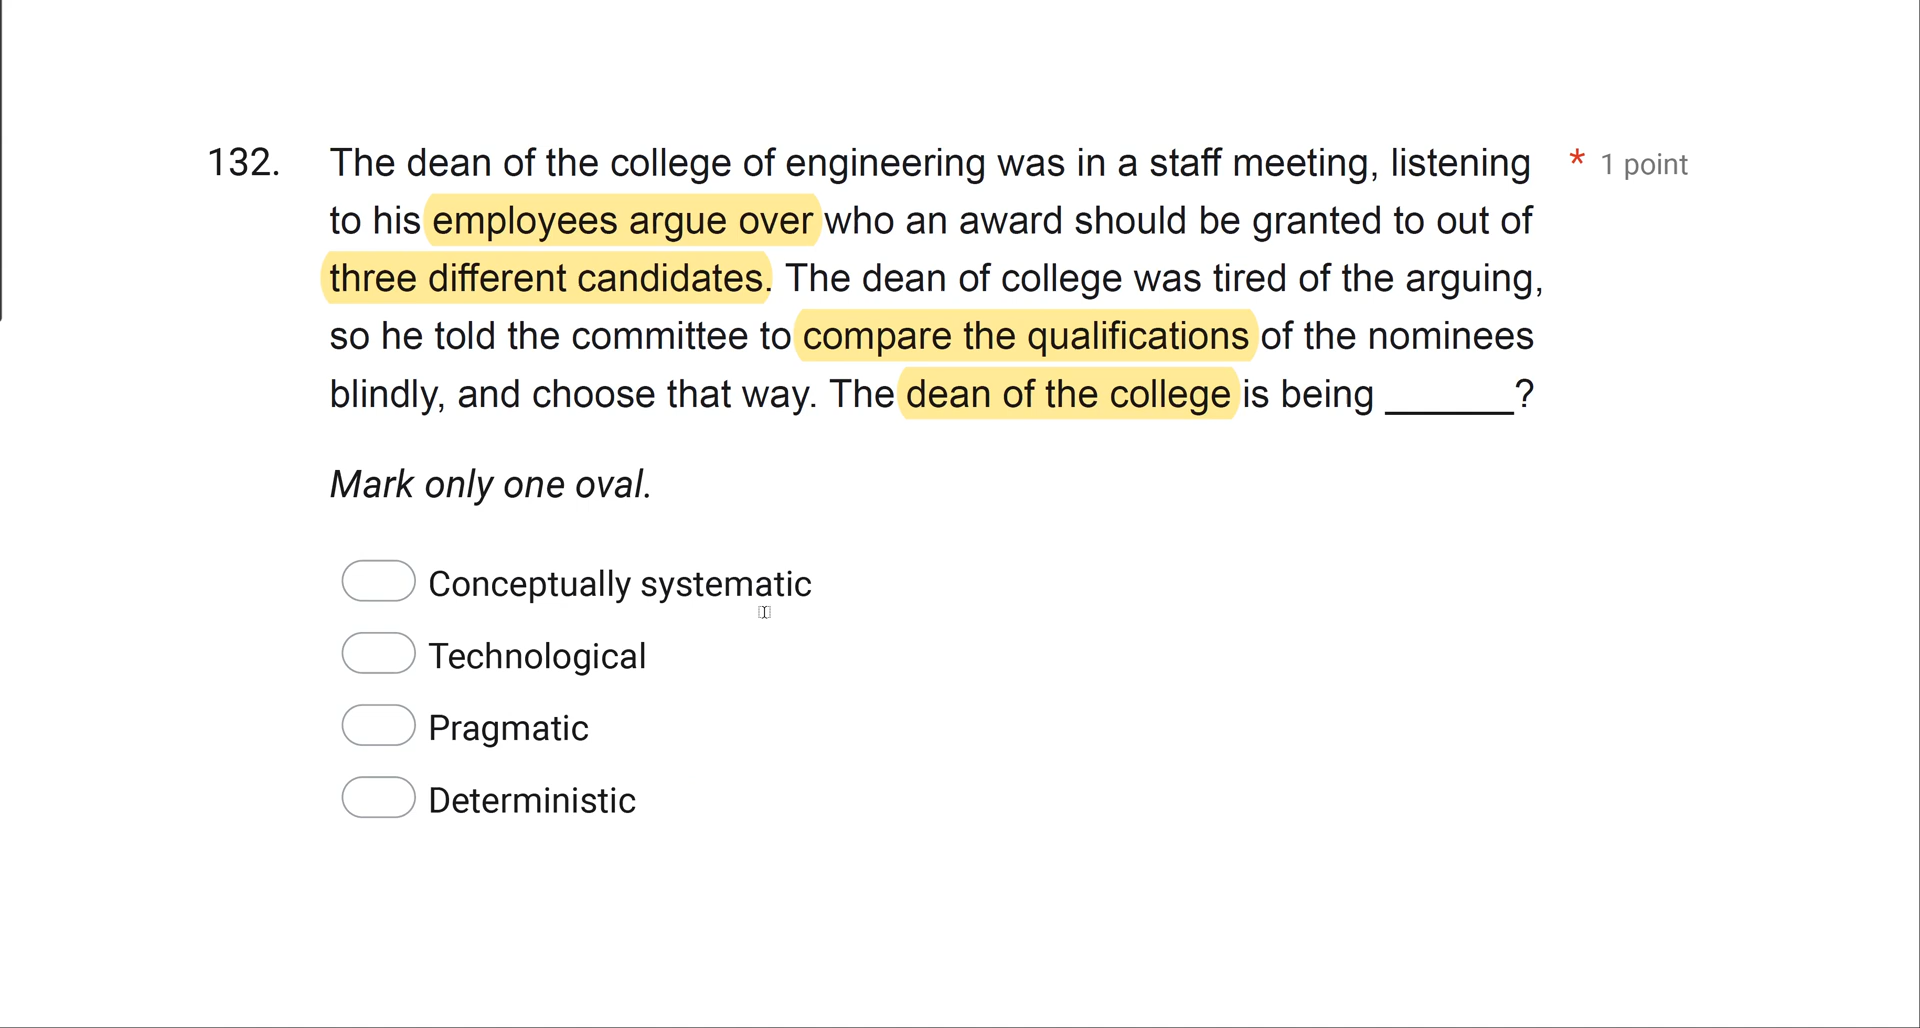 132. The dean of the college of engineering was in a staff meeting, listening * 1 point
to his employees argue over who an award should be granted to out of
three different candidates. The dean of college was tired of the arguing,
so he told the committee to compare the qualifications of the nominees
blindly, and choose that way. The dean of the college is being _______?
Mark only one oval.
Conceptually systematic
Technological
Pragmatic
Deterministic